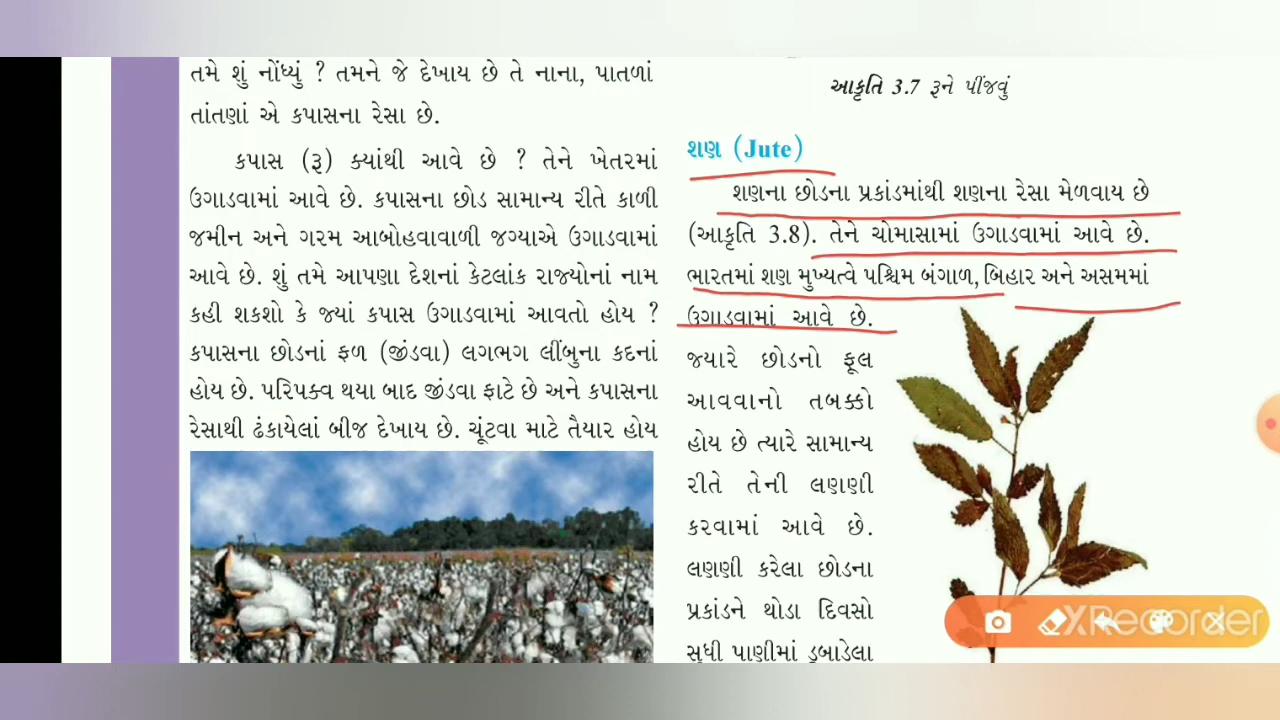 તમે શું નોંધ્યું ? તમને જે દેખાય છે તે નાના, પાતળાં
તાંતણાં એ કપાસના રેસા છે.
કપાસ (રૂ) ક્યાંથી આવે છે ? તેને ખેતરમાં
ઉગાડવામાં આવે છે. કપાસના છોડ સામાન્ય રીતે કાળી
જમીન અને ગરમ આબોહવાવાળી જગ્યાએ ઉગાડવામાં
આવે છે. શું તમે આપણા દેશનાં કેટલાંક રાજ્યોનાં નામ
કહી શકશો કે જ્યાં કપાસ ઉગાડવામાં આવતો હોય ?
કપાસના છોડનાં ફળ (જીંડવા) લગભગ લીંબુના કદનાં
હોય છે. પરિપક્વ થયા બાદ જીંડવા ફાટે છે અને કપાસના
રેસાથી ઢંકાયેલાં બીજ દેખાય છે. ચૂંટવા માટે તૈયાર હોય
આકૃતિ 3.7 રૂને પીંજવું
શણ (Jute)
શણના છોડના પ્રકાંડમાંથી શણના રેસા મેળવાય છે
(આકૃતિ 3.8). તેને ચોમાસામાં ઉગાડવામાં આવે છે.
ભારતમાં શણ મુખ્યત્વે પશ્ચિમ બંગાળ, બિહાર અને અસમમાં
ઉગાડવામાં આવે છે.
જ્યારે છોડનો ફૂલ
આવવાનો તબક્કો
હોય છે ત્યારે સામાન્ય
રીતે તેની લણણી
કરવામાં આવે છે.
લણણી કરેલા છોડના
પ્રકાંડને થોડા દિવસો
સુધી પાણીમાં ડુબાડેલા
XRecorder